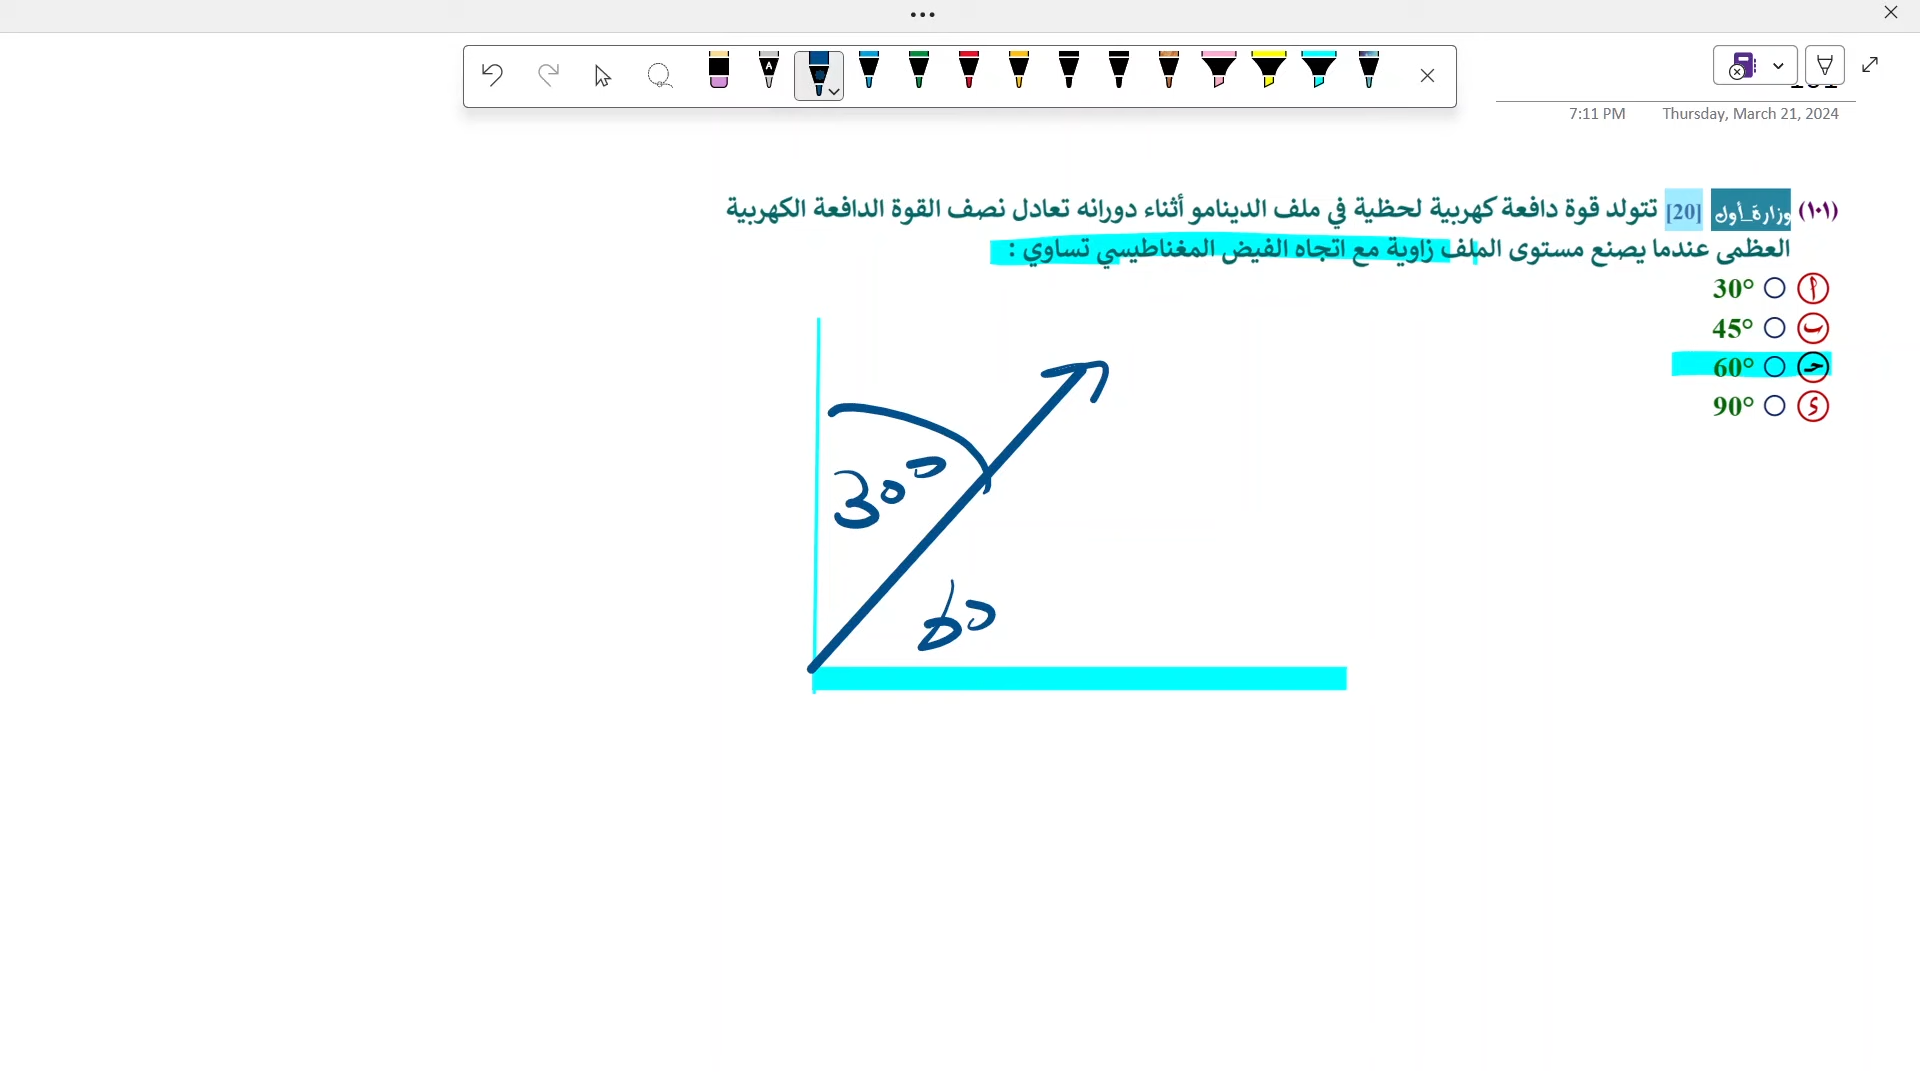 7:11 PM Thursday, March 21, 2024
(١٠١) وزارة_أول [20] تتولد قوة دافعة كهربية لحظية في ملف الدينامو أثناء دورانه تعادل نصف القوة الدافعة الكهربية
العظمى عندما يصنع مستوى الملف زاوية مع اتجاه الفيض المغناطيسي تساوي :
أ 30°
ب 45°
جـ 60°
د 90°
30°
60